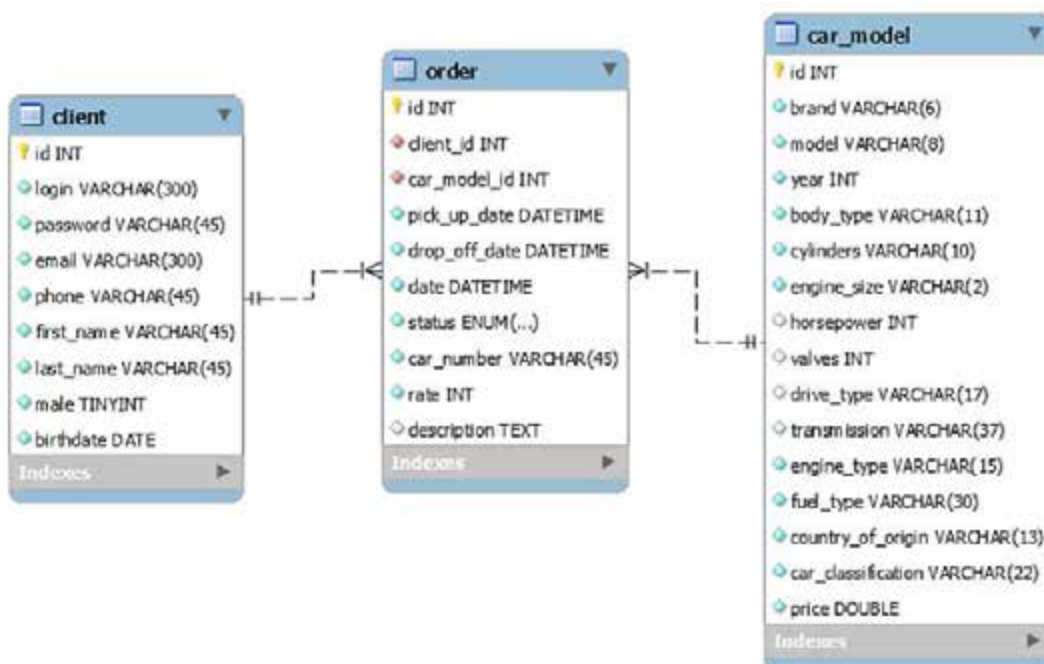 client
id INT
login VARCHAR(300)
password VARCHAR(45)
email VARCHAR(300)
phone VARCHAR(45)
first_name VARCHAR(45)
last_name VARCHAR(45)
male TINYINT
birthdate DATE
Indexes
order
id INT
client_id INT
car_model_id INT
pick_up_date DATETIME
drop_off_date DATETIME
date DATETIME
status ENUM(...)
car_number VARCHAR(45)
rate INT
description TEXT
Indexes
car_model
id INT
brand VARCHAR(6)
model VARCHAR(8)
year INT
body_type VARCHAR(11)
cylinders VARCHAR(10)
engine_size VARCHAR(2)
horsepower INT
valves INT
drive_type VARCHAR(17)
transmission VARCHAR(37)
engine_type VARCHAR(15)
fuel_type VARCHAR(30)
country_of_origin VARCHAR(13)
car_classification VARCHAR(22)
price DOUBLE
Indexes